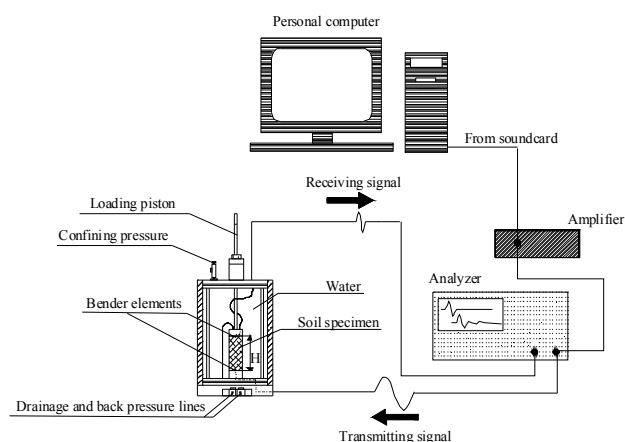 Personal computer
From soundcard
Receiving signal
Loading piston
Amplifier
Confining pressure
Analyzer
Water
Bender elements
Soil specimen
H
Drainage and back pressure lines
Transmitting signal